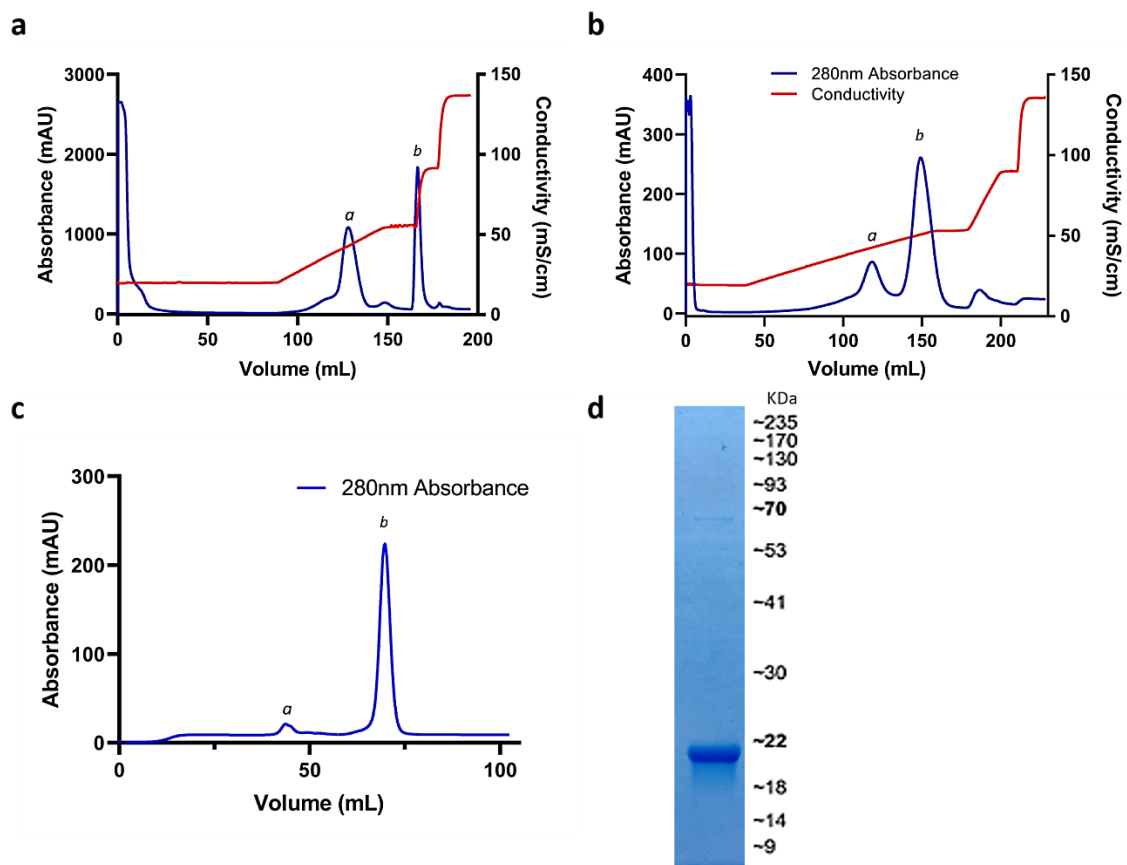 a
3000
2000
1000
0
Absorbance (mAU)
150
100
50
0
Conductivity (mS/cm)
a
b
0
50
100
150
200
Volume (mL)
b
400
300
200
100
0
Absorbance (mAU)
280nm Absorbance
Conductivity
150
100
50
0
Conductivity (mS/cm)
a
b
0
50
100
150
200
Volume (mL)
c
300
200
100
0
Absorbance (mAU)
280nm Absorbance
a
b
0
50
100
Volume (mL)
d
KDa
~235
~170
~130
~93
~70
~53
~41
~30
~22
~18
~14
~9